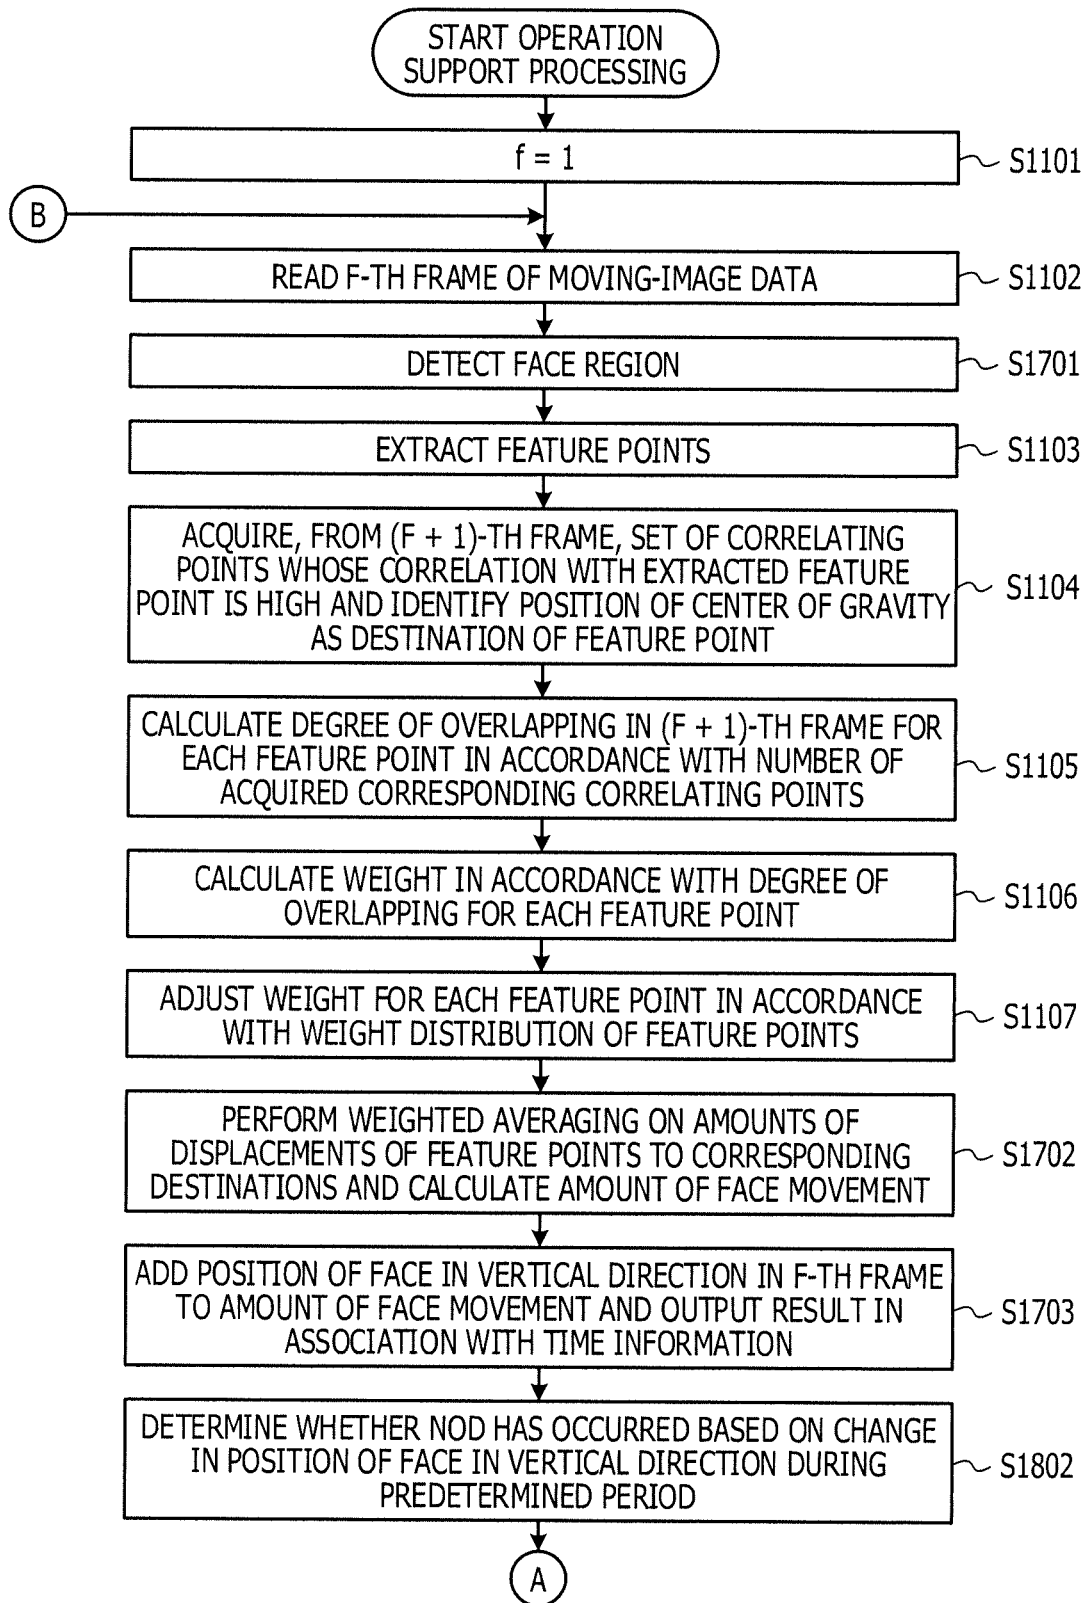 START OPERATION
SUPPORT PROCESSING
f = 1
S1101
B
READ F-TH FRAME OF MOVING-IMAGE DATA
S1102
DETECT FACE REGION
S1701
EXTRACT FEATURE POINTS
S1103
ACQUIRE, FROM (F + 1)-TH FRAME, SET OF CORRELATING
POINTS WHOSE CORRELATION WITH EXTRACTED FEATURE
POINT IS HIGH AND IDENTIFY POSITION OF CENTER OF GRAVITY
AS DESTINATION OF FEATURE POINT
S1104
CALCULATE DEGREE OF OVERLAPPING IN (F + 1)-TH FRAME FOR
EACH FEATURE POINT IN ACCORDANCE WITH NUMBER OF
ACQUIRED CORRESPONDING CORRELATING POINTS
S1105
CALCULATE WEIGHT IN ACCORDANCE WITH DEGREE OF
OVERLAPPING FOR EACH FEATURE POINT
S1106
ADJUST WEIGHT FOR EACH FEATURE POINT IN ACCORDANCE
WITH WEIGHT DISTRIBUTION OF FEATURE POINTS
S1107
PERFORM WEIGHTED AVERAGING ON AMOUNTS OF
DISPLACEMENTS OF FEATURE POINTS TO CORRESPONDING
DESTINATIONS AND CALCULATE AMOUNT OF FACE MOVEMENT
S1702
ADD POSITION OF FACE IN VERTICAL DIRECTION IN F-TH FRAME
TO AMOUNT OF FACE MOVEMENT AND OUTPUT RESULT IN
ASSOCIATION WITH TIME INFORMATION
S1703
DETERMINE WHETHER NOD HAS OCCURRED BASED ON CHANGE
IN POSITION OF FACE IN VERTICAL DIRECTION DURING
PREDETERMINED PERIOD
S1802
A